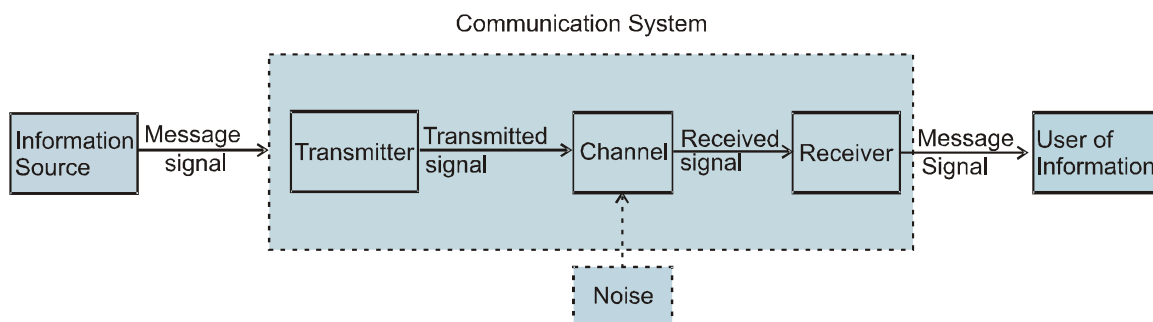 Communication System
Information
Source
Message
signal
Transmitter
Transmitted
signal
Channel
Received
signal
Receiver
Message
Signal
User of
Information
Noise